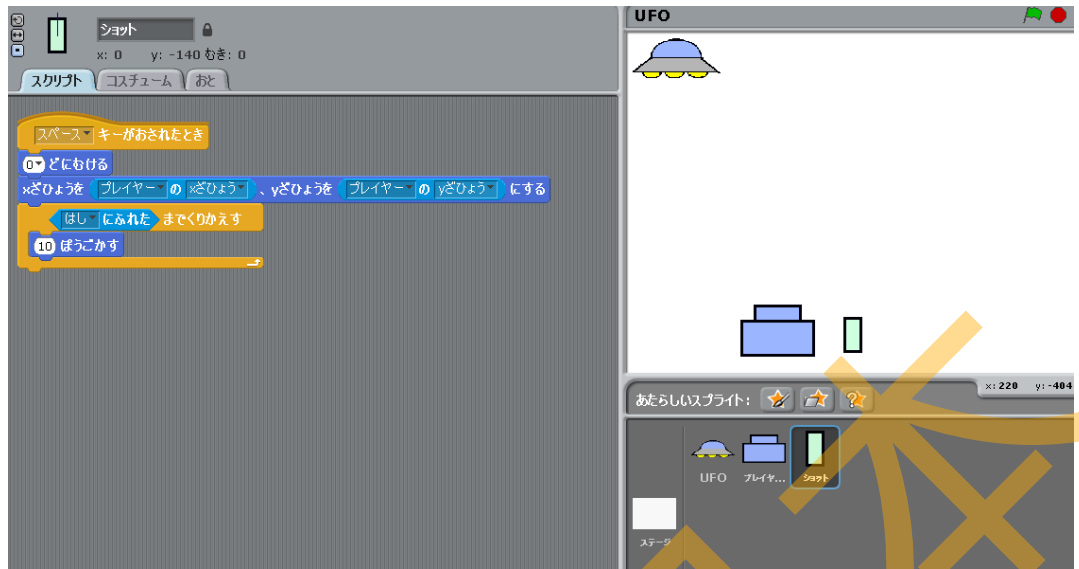 ショット
x: 0 y: -140 むき: 0
スクリプト コスチューム おと
スペース キーがおされたとき
0 どにむける
xざひょうを プレイヤー の xざひょう 、yざひょうを プレイヤー の yざひょう にする
はし にふれた までくりかえす
10 ほうごかす
UFO
x: 220 y: -404
あたらしいスプライト:
UFO プレイヤ... ショット
ステージ